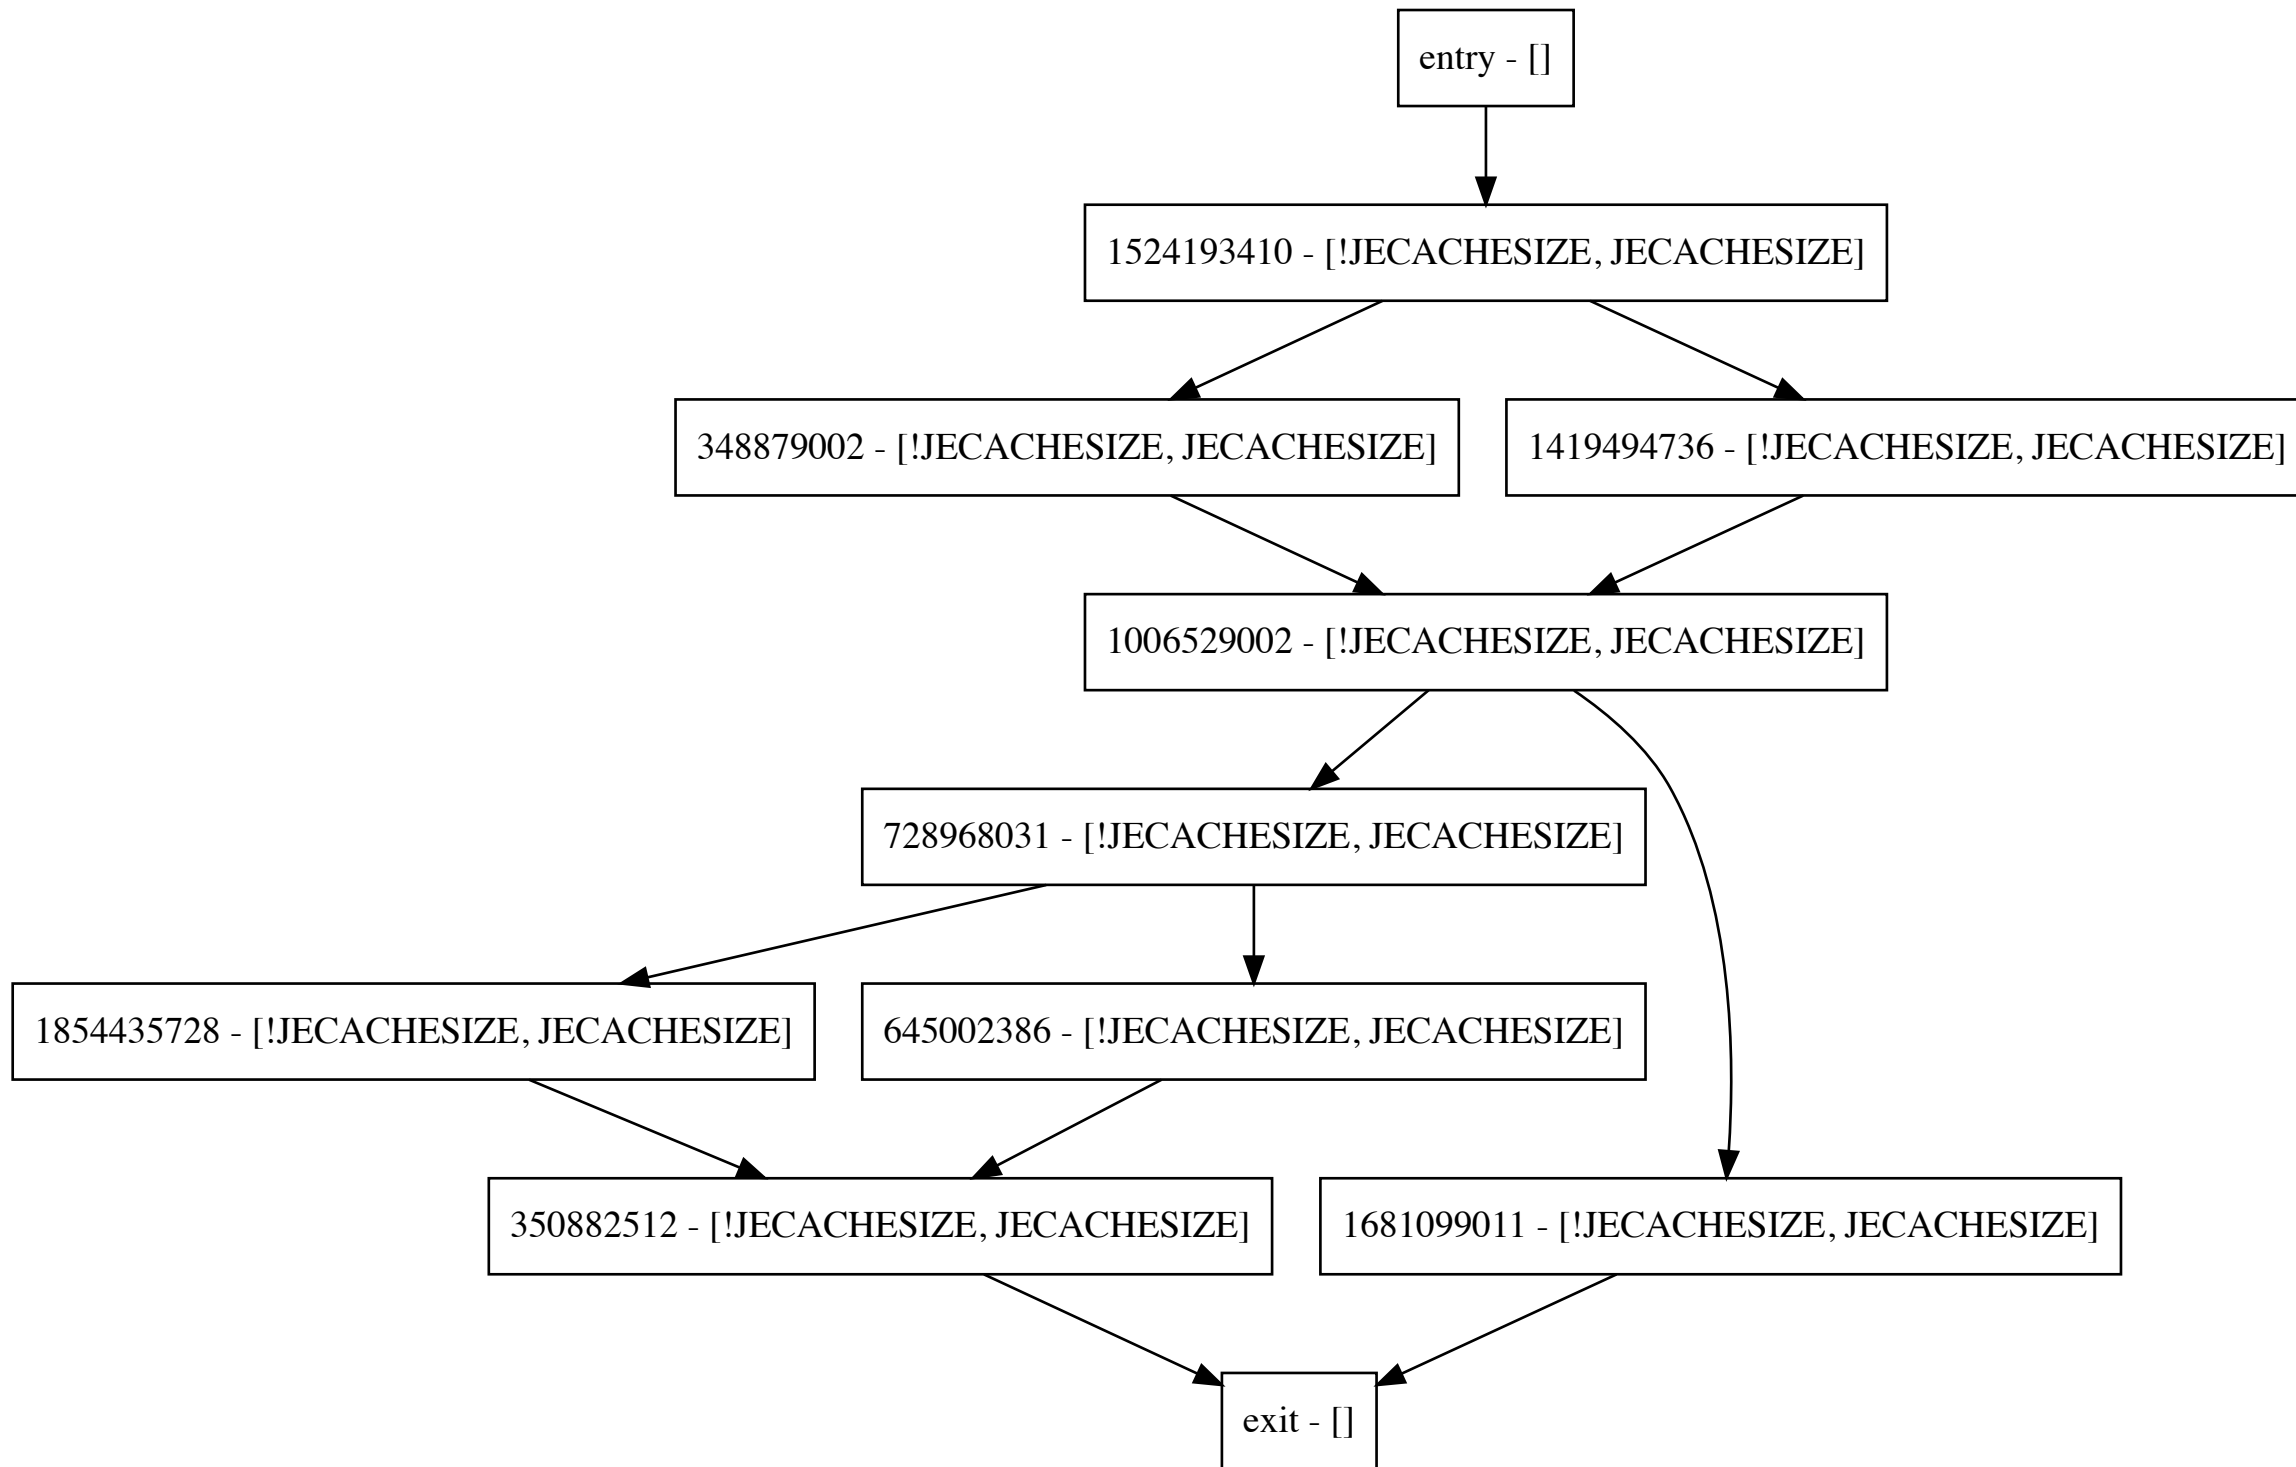 entry - []
1524193410 - [!JECACHESIZE, JECACHESIZE]
348879002 - [!JECACHESIZE, JECACHESIZE]
1419494736 - [!JECACHESIZE, JECACHESIZE]
1006529002 - [!JECACHESIZE, JECACHESIZE]
728968031 - [!JECACHESIZE, JECACHESIZE]
1854435728 - [!JECACHESIZE, JECACHESIZE]
645002386 - [!JECACHESIZE, JECACHESIZE]
350882512 - [!JECACHESIZE, JECACHESIZE]
1681099011 - [!JECACHESIZE, JECACHESIZE]
exit - []